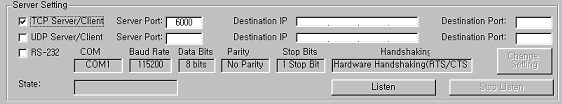 Server Setting
TCP Server/Client Server Port: 6000 Destination IP . . . Destination Port:
UDP Server/Client Server Port: Destination IP . . . Destination Port:
RS-232 COM Baud Rate Data Bits Parity Stop Bits Handshaking
COM1 115200 8 bits No Parity 1 Stop Bit Hardware Handshaking(RTS/CTS
Change Setting
State: Listen Stop Listen